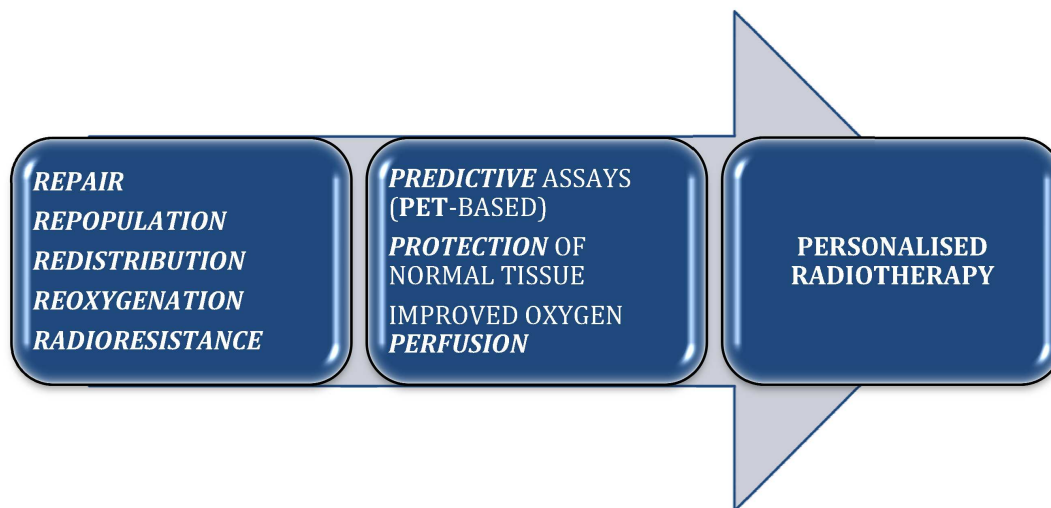 REPAIR
REPOPULATION
REDISTRIBUTION
REOXYGENATION
RADIORESISTANCE
PREDICTIVE ASSAYS
(PET-BASED)
PROTECTION OF
NORMAL TISSUE
IMPROVED OXYGEN
PERFUSION
PERSONALISED
RADIOTHERAPY